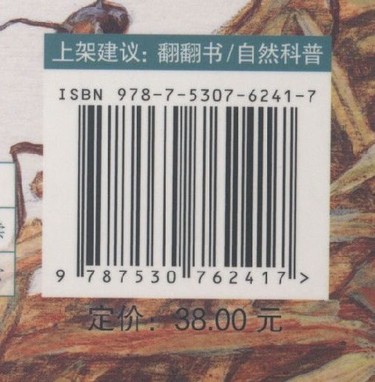 上架建议：翻翻书/自然科普
ISBN 978-7-5307-6241-7
9 787530 762417 >
定价：38.00 元